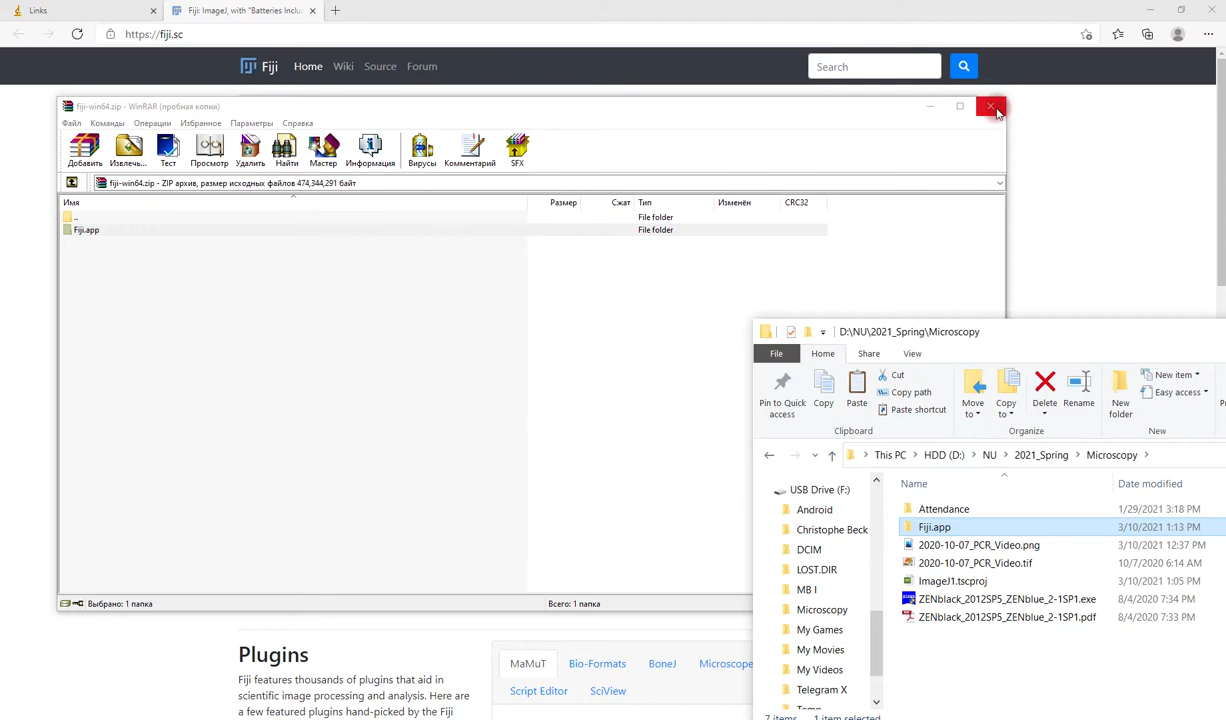 Links
Fiji: ImageJ, with "Batteries Inclu
https://fiji.sc
Fiji
Home
Wiki
Source
Forum
Search
fiji-win64.zip - WinRAR (пробная копия)
Файл
Команды
Операции
Избранное
Параметры
Справка
Добавить
Извлечь...
Тест
Просмотр
Удалить
Найти
Мастер
Информация
Вирусы
Комментарий
SFX
fiji-win64.zip - ZIP архив, размер исходных файлов 474,344,291 байт
Имя
Размер
Сжат
Тип
Изменён
CRC32
..
File folder
Fiji.app
File folder
Выбрано: 1 папка
Всего: 1 папка
D:\NU\2021_Spring\Microscopy
File
Home
Share
View
Pin to Quick
access
Copy
Paste
Cut
Copy path
Paste shortcut
Clipboard
Move
to
Copy
to
Delete
Rename
Organize
New
folder
New item
Easy access
New
This PC
HDD (D:)
NU
2021_Spring
Microscopy
USB Drive (F:)
Android
Christophe Beck
DCIM
LOST.DIR
MB I
Microscopy
My Games
My Movies
My Videos
Telegram X
Name
Date modified
Attendance
1/29/2021 3:18 PM
Fiji.app
3/10/2021 1:13 PM
2020-10-07_PCR_Video.png
3/10/2021 12:37 PM
2020-10-07_PCR_Video.tif
10/7/2020 6:14 AM
ImageJ1.tscproj
3/10/2021 1:05 PM
ZENblack_2012SP5_ZENblue_2-1SP1.exe
8/4/2020 7:34 PM
ZENblack_2012SP5_ZENblue_2-1SP1.pdf
8/4/2020 7:33 PM
7 items
1 item selected
Plugins
Fiji features thousands of plugins that aid in
scientific image processing and analysis. Here are
a few featured plugins hand-picked by the Fiji
MaMuT
Bio-Formats
BoneJ
Microscope
Script Editor
SciView